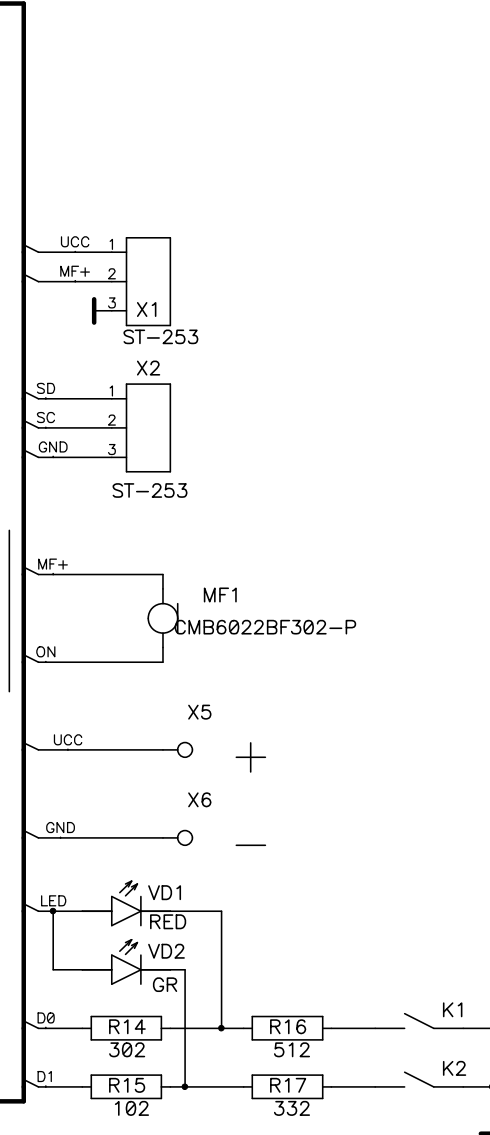 UCC 1
MF+ 2
3 X1
ST-253
X2
SD 1
SC 2
GND 3
ST-253
MF+
MF1
CMB6022BF302-P
ON
X5
UCC +
X6
GND —
LED VD1
RED
VD2
GR
D0 R14 R16 K1
302 512
D1 R15 R17 K2
102 332